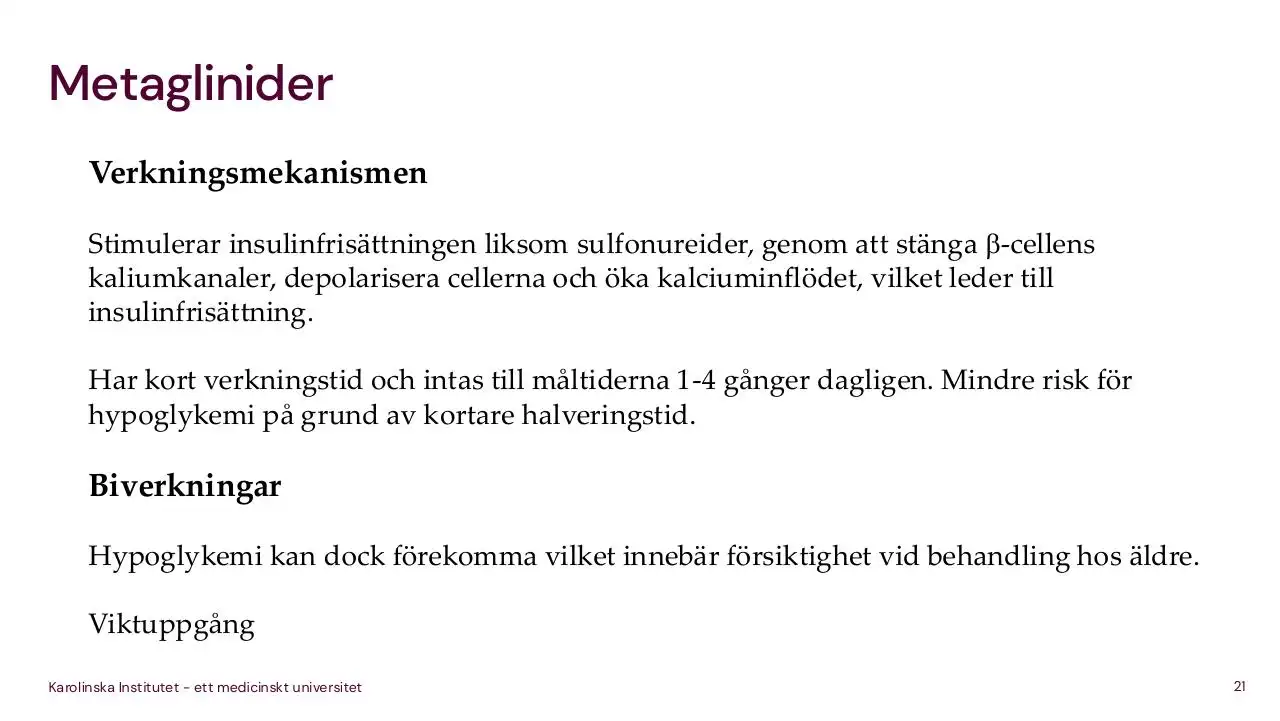 Metaglinider
Verkningsmekanismen
Stimulerar insulinfrisättningen liksom sulfonureider, genom att stänga β-cellens
kaliumkanaler, depolarisera cellerna och öka kalciuminflödet, vilket leder till
insulinfrisättning.
Har kort verkningstid och intas till måltiderna 1-4 gånger dagligen. Mindre risk för
hypoglykemi på grund av kortare halveringstid.
Biverkningar
Hypoglykemi kan dock förekomma vilket innebär försiktighet vid behandling hos äldre.
Viktuppgång
Karolinska Institutet - ett medicinskt universitet
21